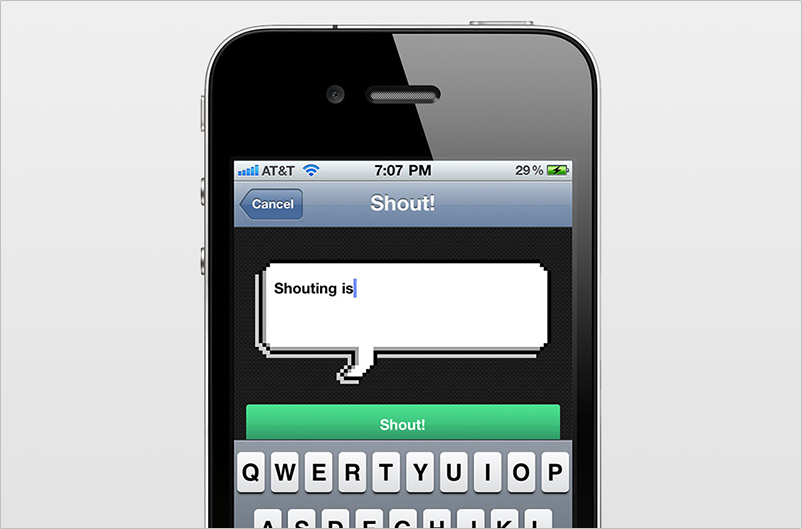 AT&T 7:07 PM 29%
Cancel Shout!
Shouting is
Shout!
Q W E R T Y U I O P
A S D F G H J K L